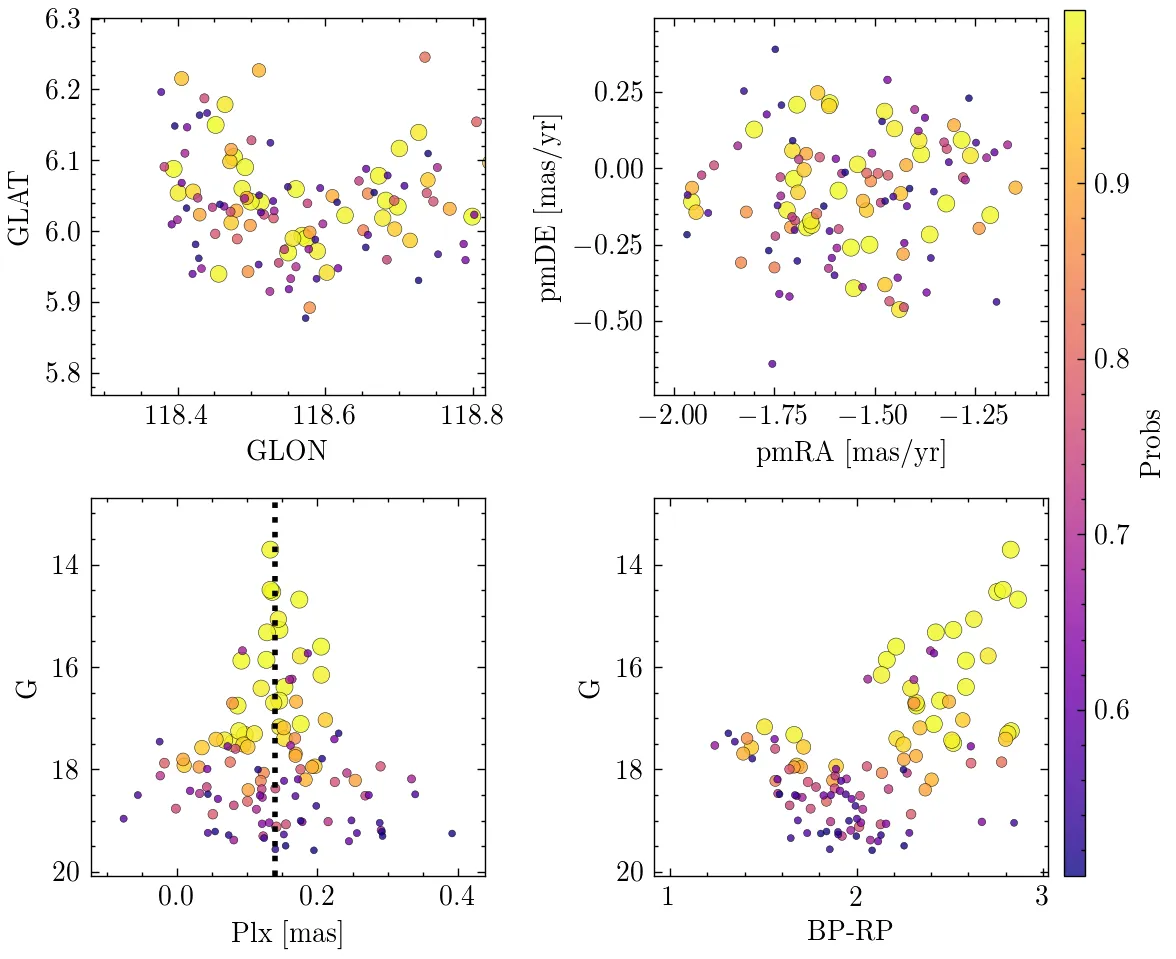 6.3
6.2
6.1
6.0
5.9
5.8
GLAT
118.4 118.6 118.8
GLON
0.25
0.00
−0.25
−0.50
pmDE [mas/yr]
−2.00 −1.75 −1.50 −1.25
pmRA [mas/yr]
14
16
18
20
G
0.0 0.2 0.4
Plx [mas]
14
16
18
20
G
1 2 3
BP-RP
0.9
0.8
0.7
0.6
Probs